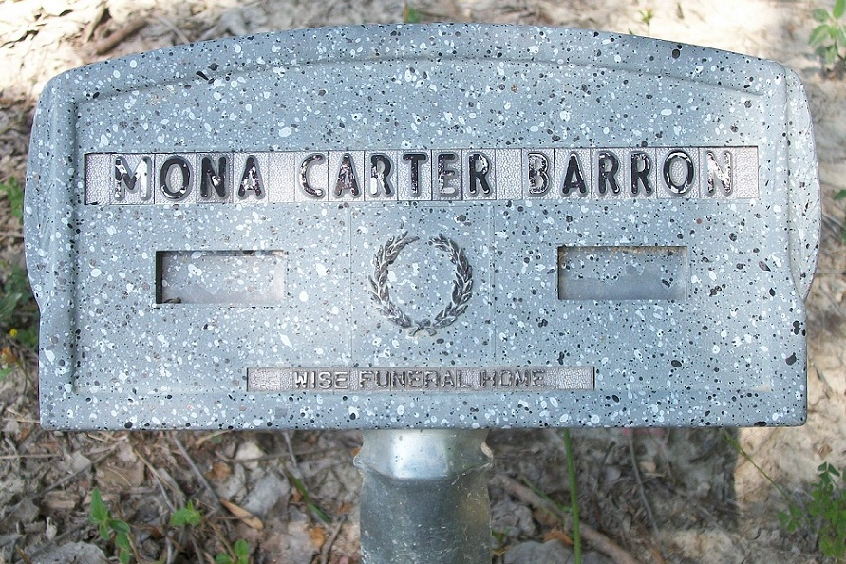 MONA CARTER BARRON
WISE FUNERAL HOME